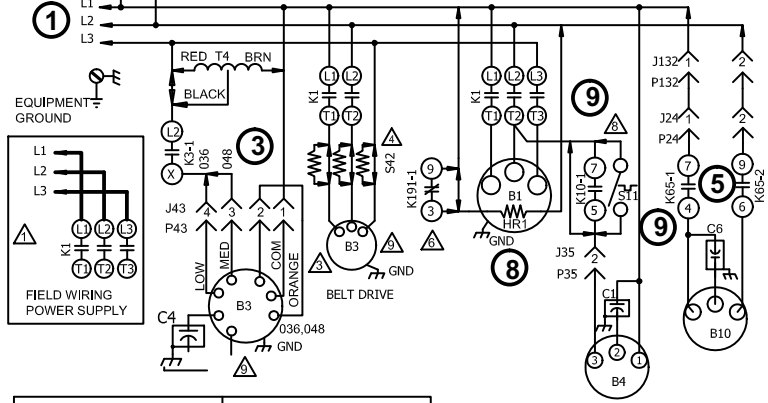 1
L1
L2
L3
RED T4 BRN
BLACK
EQUIPMENT
GROUND
L2
K3-1
X
036
048
3
J43
P43
4 3 2 1
LOW
MED
COM
ORANGE
B3
C4
036,048
GND
9
L1
L2
L3
1
K1
L1 L2 L3
T1 T2 T3
FIELD WIRING
POWER SUPPLY
K1
L1 L2
T1 T2
4
S42
B3
3
9
GND
BELT DRIVE
9
K191-1
3
6
K1
L1 L2 L3
T1 T2 T3
B1
HR1
GND
8
9
8
7
K10-1
5
S11
J35
P35
2
C1
3 2 1
B4
9
J132
P132
1 2
J24
P24
1 2
7
K65-1
4
5
9
K65-2
6
C6
B10